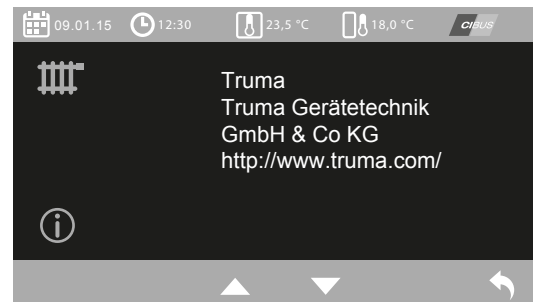 09.01.15 12:30 23,5 °C 18,0 °C CIBUS
Truma
Truma Gerätetechnik
GmbH & Co KG
http://www.truma.com/